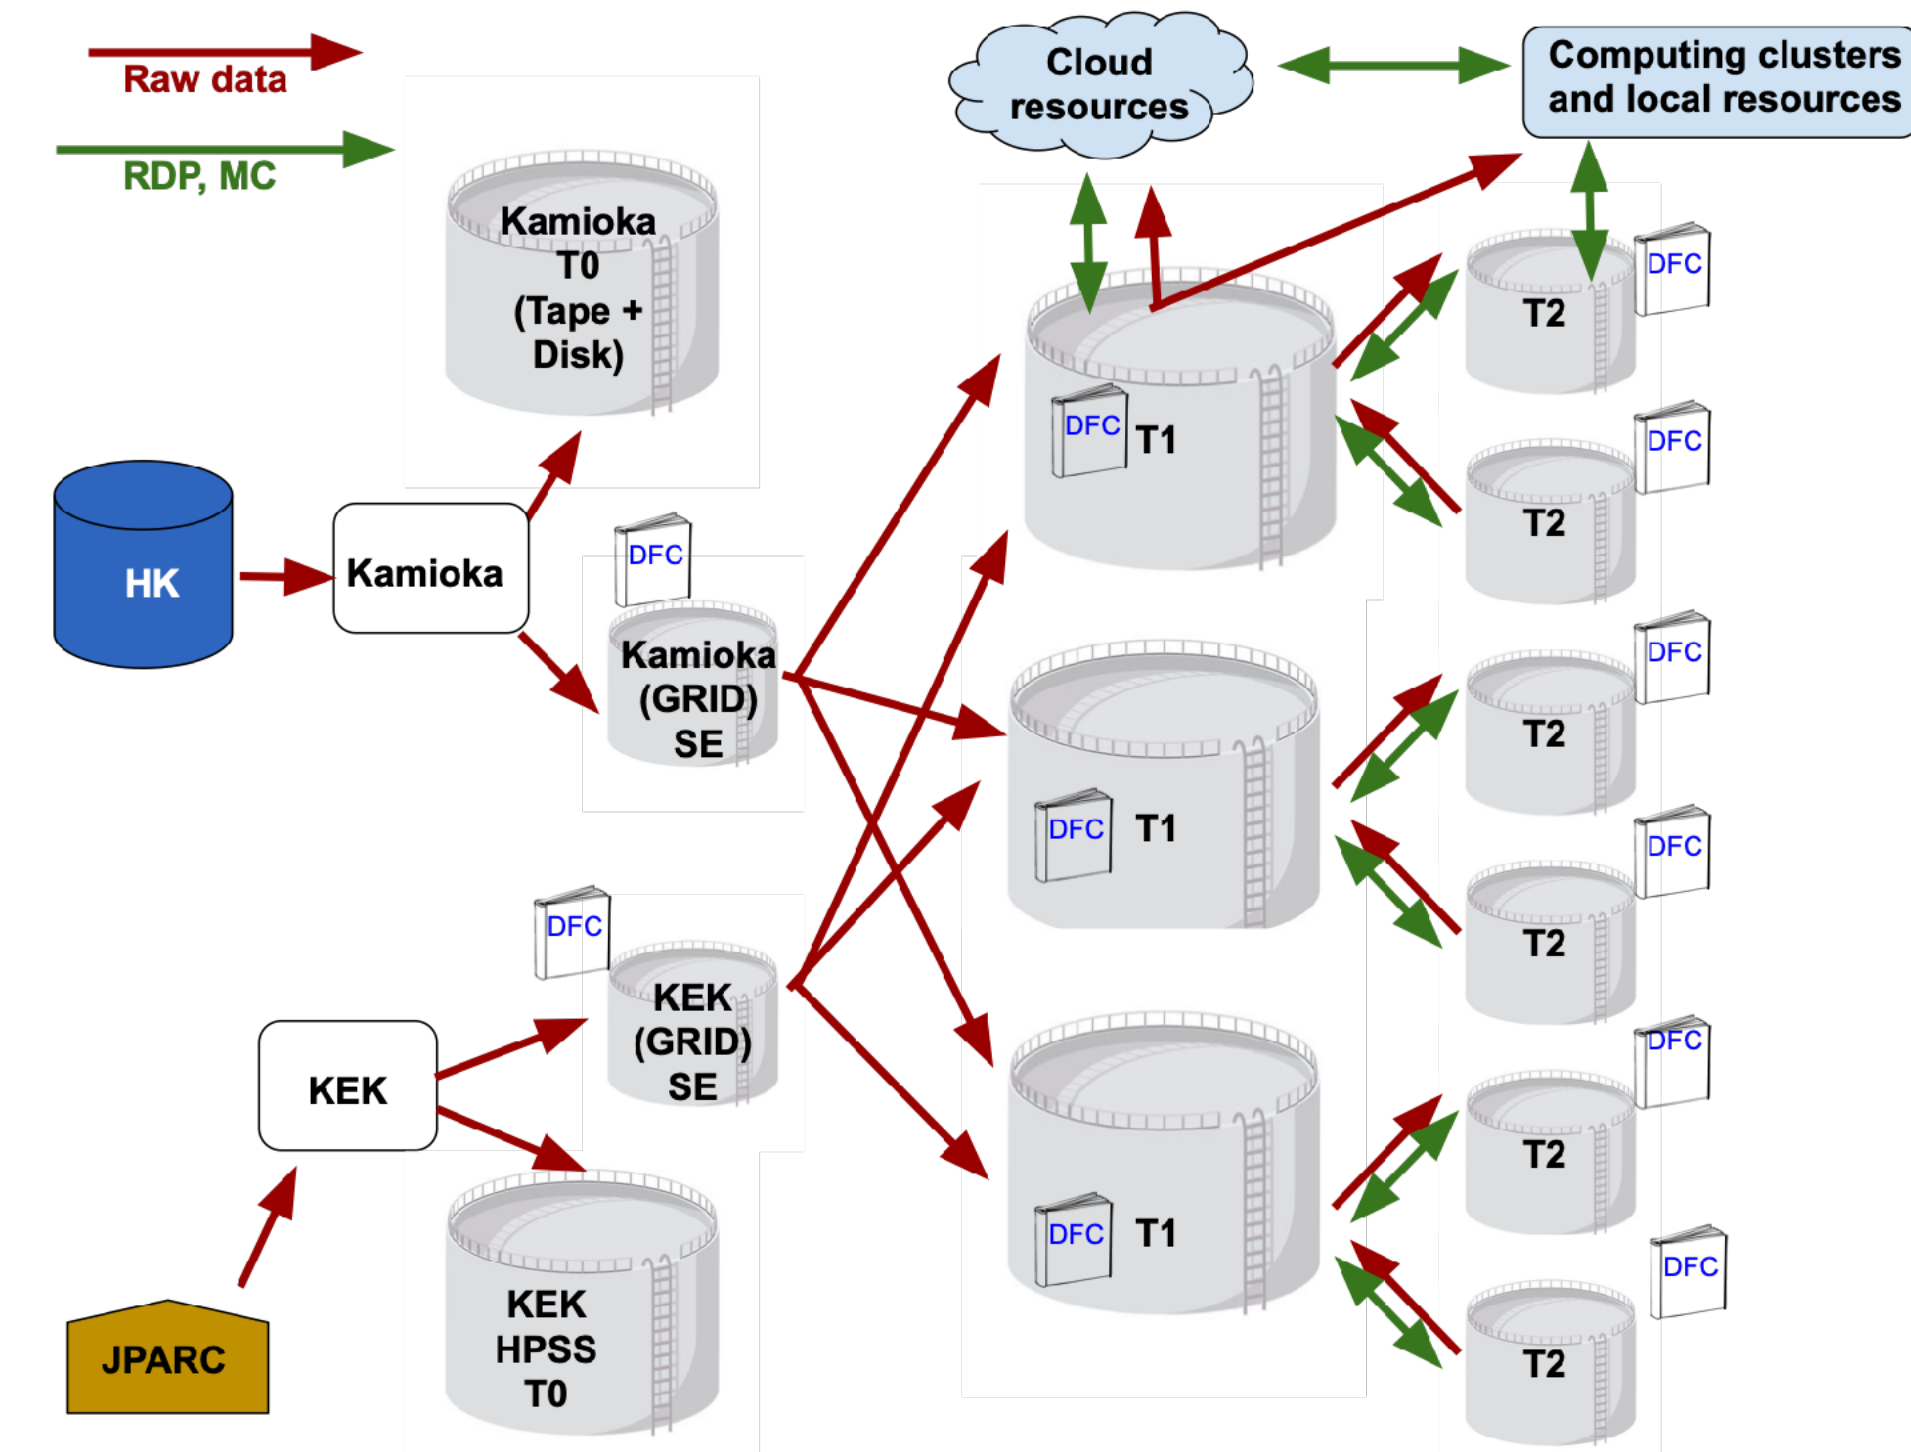 Raw data
RDP, MC
Cloud
resources
Computing clusters
and local resources
Kamioka
T0
(Tape +
Disk)
HK
Kamioka
DFC
Kamioka
(GRID)
SE
DFC
KEK
(GRID)
SE
KEK
KEK
HPSS
T0
JPARC
DFC
T1
DFC
T1
DFC
T1
T2
DFC
T2
DFC
T2
DFC
T2
DFC
T2
DFC
T2
DFC